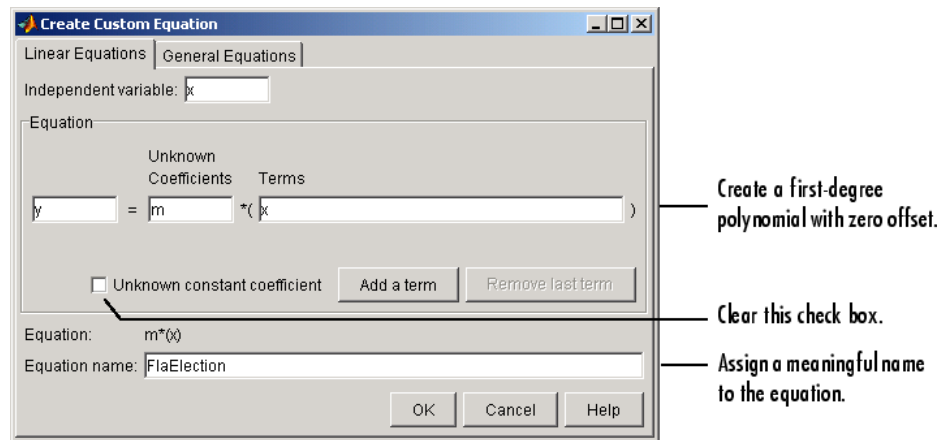 Create Custom Equation
Linear Equations General Equations
Independent variable: x
Equation
Unknown
Coefficients Terms
y = m *( x )
Create a first-degree
polynomial with zero offset.
Unknown constant coefficient Add a term Remove last term
Clear this check box.
Equation: m*(x)
Equation name: FlaElection
Assign a meaningful name
to the equation.
OK Cancel Help